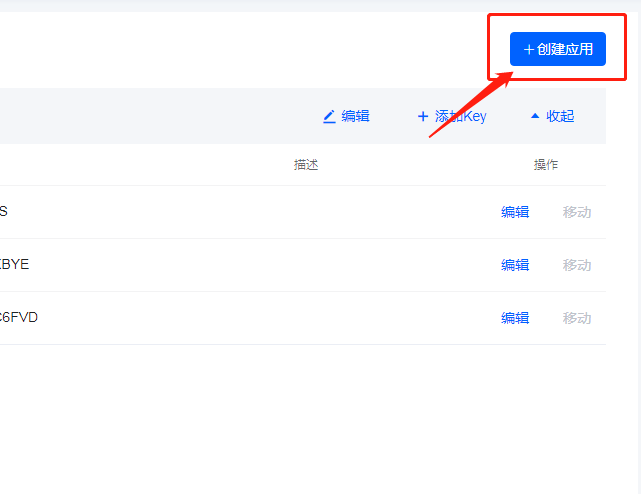 +创建应用
编辑 + 添加Key 收起
描述 操作
S 编辑 移动
BYE 编辑 移动
C6FVD 编辑 移动